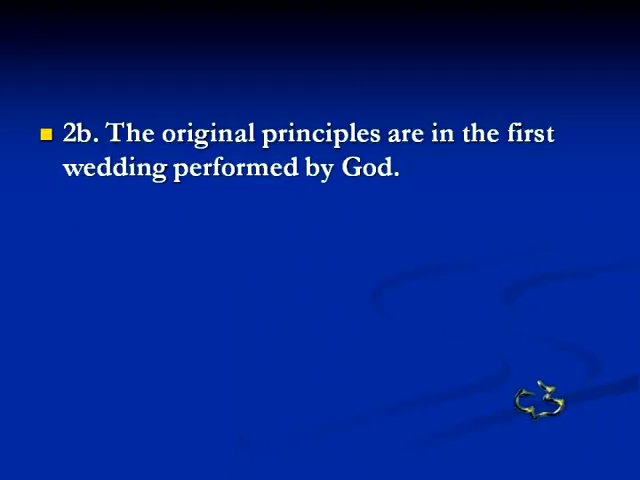 2b. The original principles are in the first
wedding performed by God.